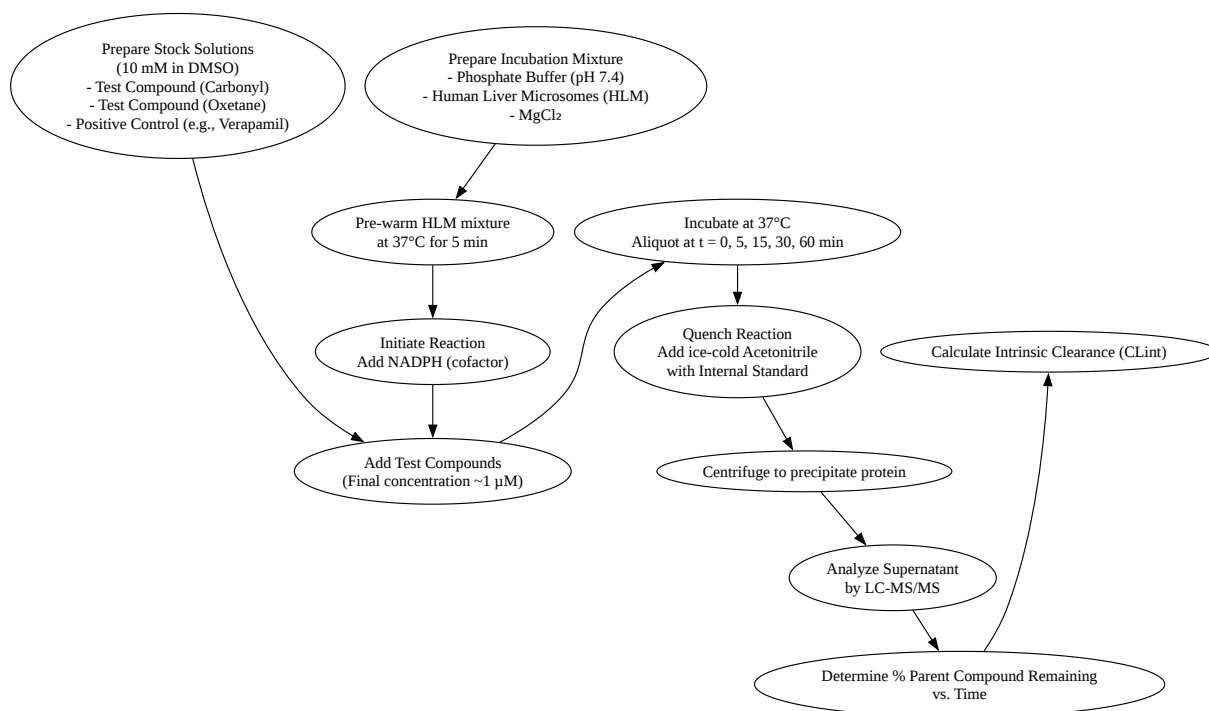 Prepare Stock Solutions
(10 mM in DMSO)
- Test Compound (Carbonyl)
- Test Compound (Oxetane)
- Positive Control (e.g., Verapamil)
Prepare Incubation Mixture
- Phosphate Buffer (pH 7.4)
- Human Liver Microsomes (HLM)
- MgCl₂
Pre-warm HLM mixture
at 37°C for 5 min
Incubate at 37°C
Aliquot at t = 0, 5, 15, 30, 60 min
Initiate Reaction
Add NADPH (cofactor)
Quench Reaction
Add ice-cold Acetonitrile
with Internal Standard
Calculate Intrinsic Clearance (CLint)
Add Test Compounds
(Final concentration ~1 µM)
Centrifuge to precipitate protein
Analyze Supernatant
by LC-MS/MS
Determine % Parent Compound Remaining
vs. Time